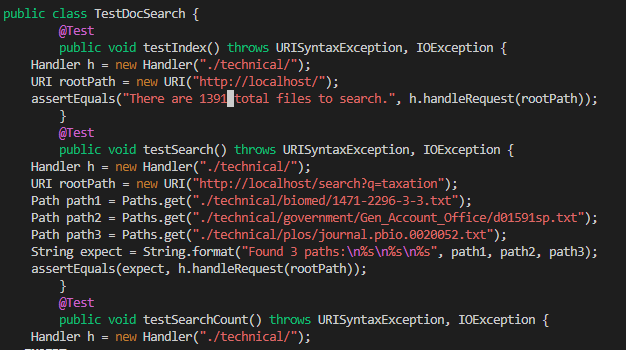 public class TestDocSearch {
@Test
public void testIndex() throws URISyntaxException, IOException {
Handler h = new Handler("./technical/");
URI rootPath = new URI("http://localhost/");
assertEquals("There are 1391 total files to search.", h.handleRequest(rootPath));
}
@Test
public void testSearch() throws URISyntaxException, IOException {
Handler h = new Handler("./technical/");
URI rootPath = new URI("http://localhost/search?q=taxation");
Path path1 = Paths.get("./technical/biomed/1471-2296-3-3.txt");
Path path2 = Paths.get("./technical/government/Gen_Account_Office/d01591sp.txt");
Path path3 = Paths.get("./technical/plos/journal.pbio.0020052.txt");
String expect = String.format("Found 3 paths:\n%s\n%s\n%s", path1, path2, path3);
assertEquals(expect, h.handleRequest(rootPath));
}
@Test
public void testSearchCount() throws URISyntaxException, IOException {
Handler h = new Handler("./technical/");